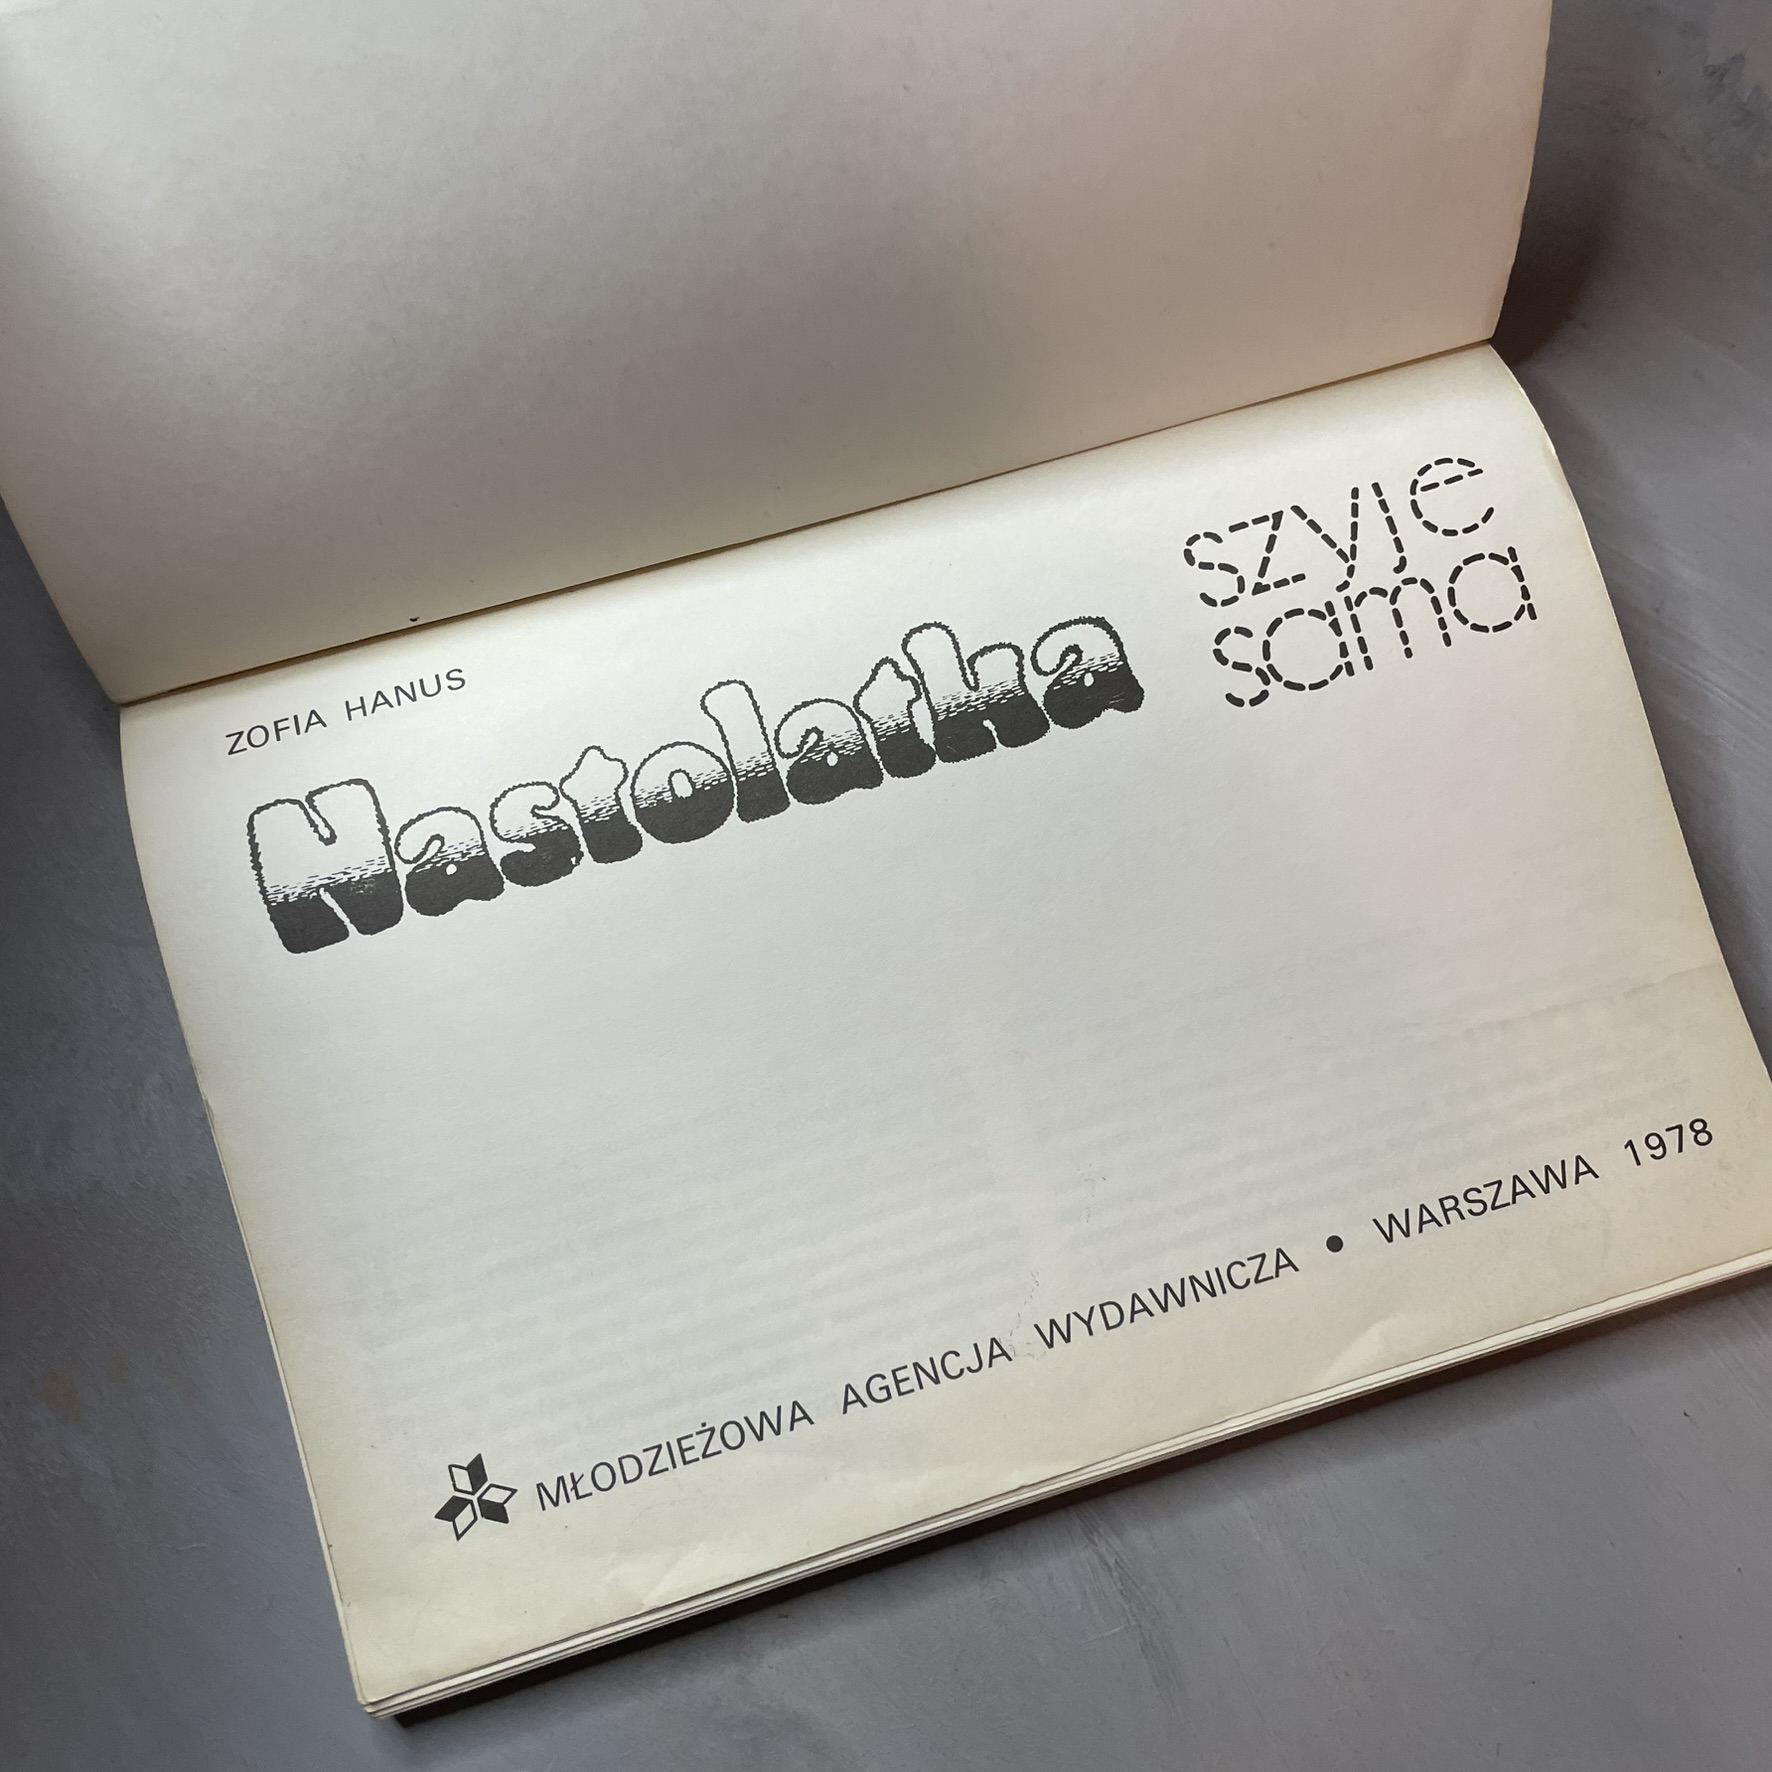 ZOFIA HANUS
Nastolatka
szyje
sama
MŁODZIEŻOWA AGENCJA WYDAWNICZA • WARSZAWA 1978